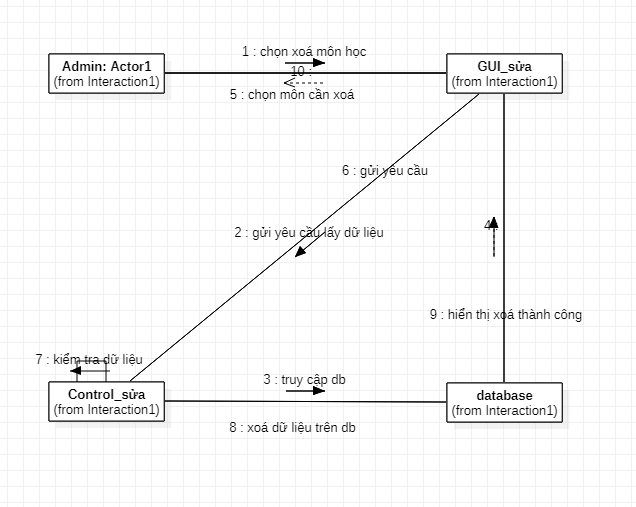 1 : chọn xoá môn học
Admin: Actor1
(from Interaction1)
10 :
GUI_sửa
(from Interaction1)
5 : chọn môn cần xoá
6 : gửi yêu cầu
2 : gửi yêu cầu lấy dữ liệu
4 :
9 : hiển thị xoá thành công
7 : kiểm tra dữ liệu
3 : truy cập db
Control_sửa
(from Interaction1)
database
(from Interaction1)
8 : xoá dữ liệu trên db